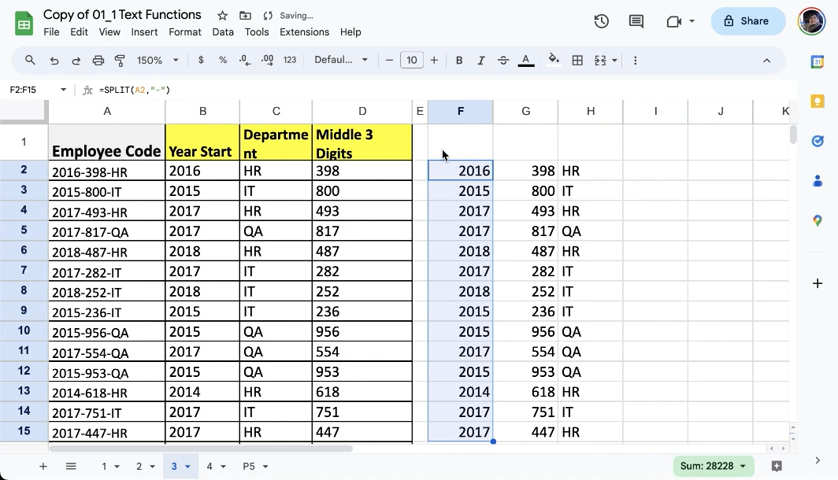 Copy of 01_1 Text Functions
Saving...
File Edit View Insert Format Data Tools Extensions Help
Share
150% $ % .0 .00 123 Defaul... 10 B I S A
F2:F15 fx =SPLIT(A2,"-")
A B C D E F G H I J K
1 Employee Code Year Start Departme
nt Middle 3
Digits
2 2016-398-HR 2016 HR 398 2016 398 HR
3 2015-800-IT 2015 IT 800 2015 800 IT
4 2017-493-HR 2017 HR 493 2017 493 HR
5 2017-817-QA 2017 QA 817 2017 817 QA
6 2018-487-HR 2018 HR 487 2018 487 HR
7 2017-282-IT 2017 IT 282 2017 282 IT
8 2018-252-IT 2018 IT 252 2018 252 IT
9 2015-236-IT 2015 IT 236 2015 236 IT
10 2015-956-QA 2015 QA 956 2015 956 QA
11 2017-554-QA 2017 QA 554 2017 554 QA
12 2015-953-QA 2015 QA 953 2015 953 QA
13 2014-618-HR 2014 HR 618 2014 618 HR
14 2017-751-IT 2017 IT 751 2017 751 IT
15 2017-447-HR 2017 HR 447 2017 447 HR
1 2 3 4 P5 Sum: 28228